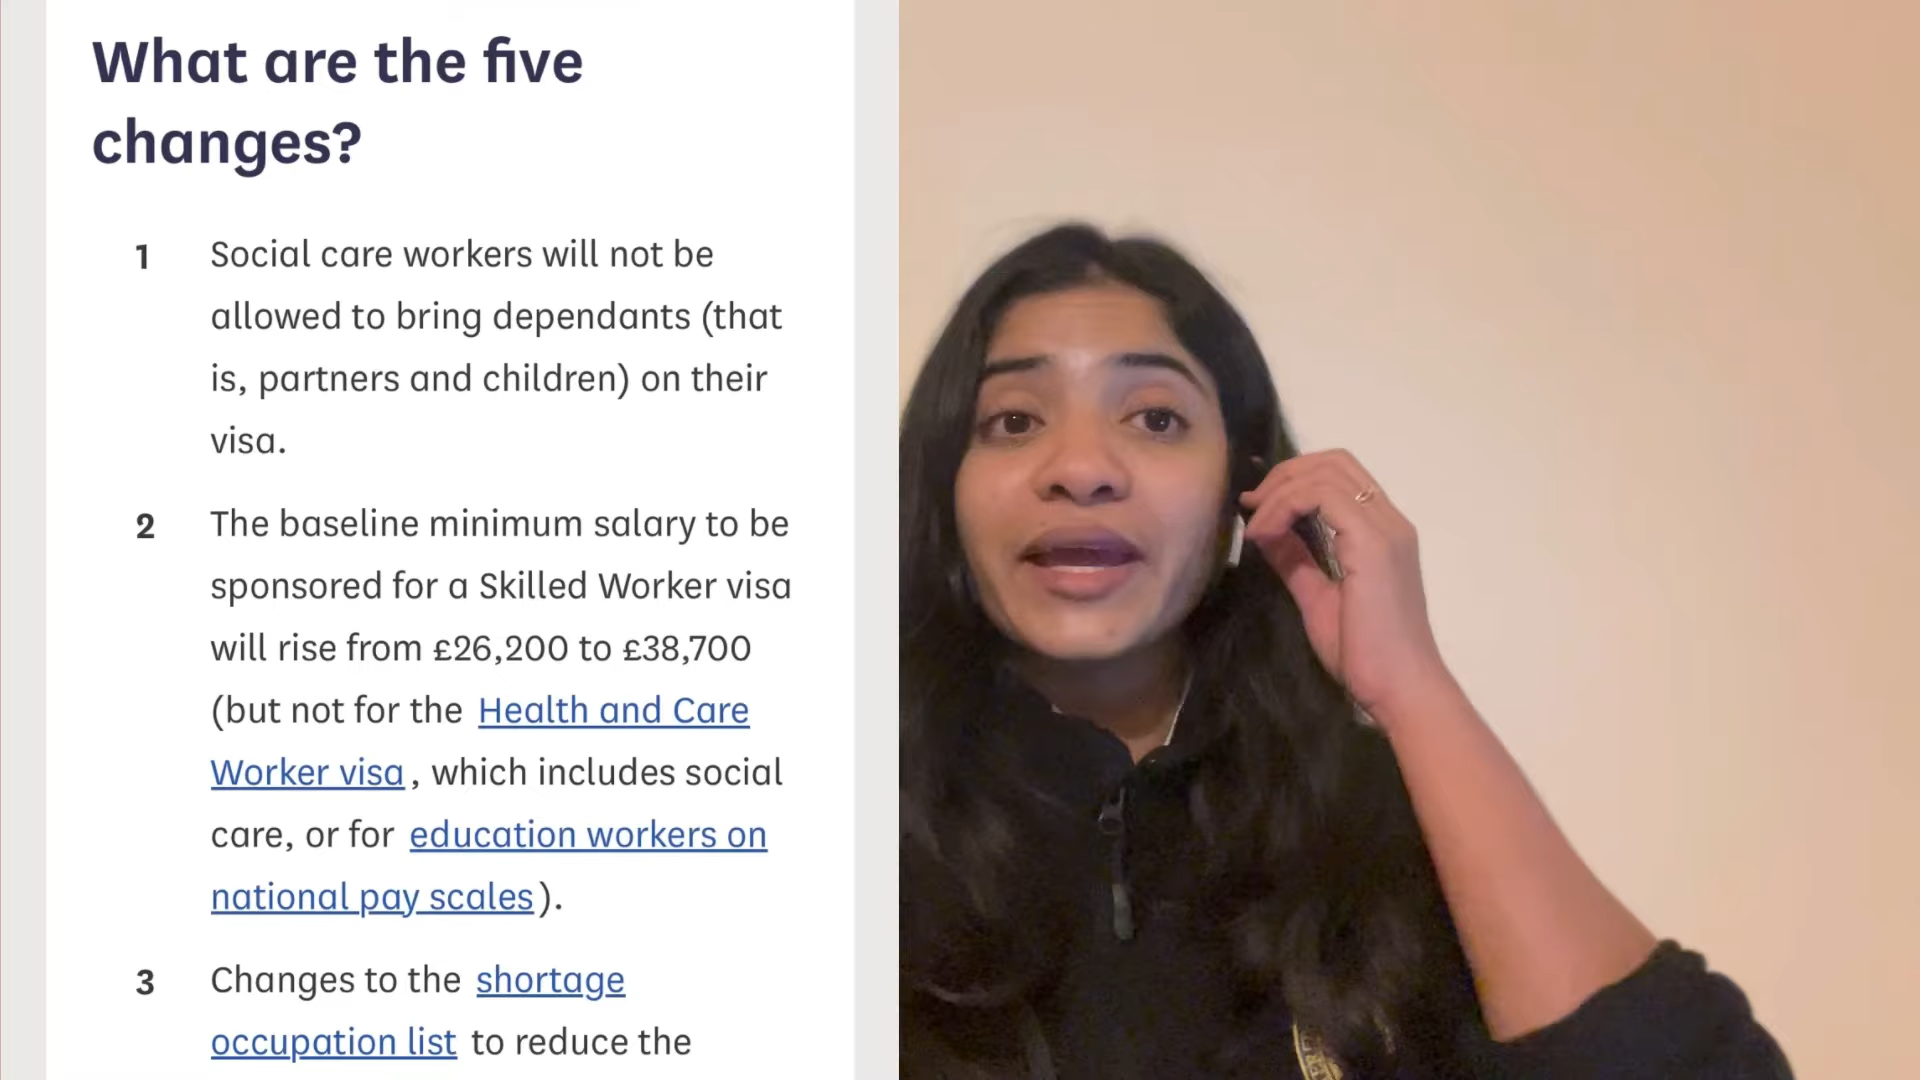 What are the five
changes?
1 Social care workers will not be
allowed to bring dependants (that
is, partners and children) on their
visa.
2 The baseline minimum salary to be
sponsored for a Skilled Worker visa
will rise from £26,200 to £38,700
(but not for the Health and Care
Worker visa, which includes social
care, or for education workers on
national pay scales).
3 Changes to the shortage
occupation list to reduce the